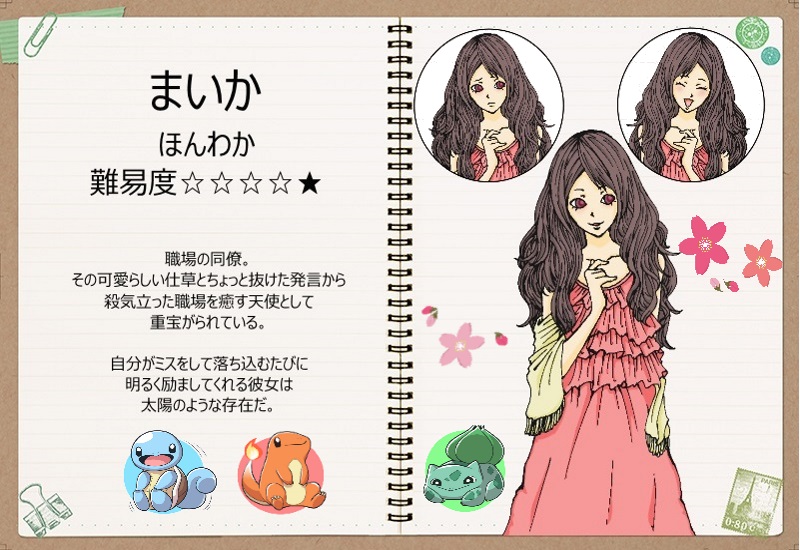 まいか
ほんわか
難易度☆☆☆☆★
職場の同僚。
その可愛らしい仕草とちょっと抜けた発言から
殺気立った職場を癒す天使として
重宝がられている。
自分がミスをして落ち込むたびに
明るく励ましてくれる彼女は
太陽のような存在だ。
PARIS
0:80